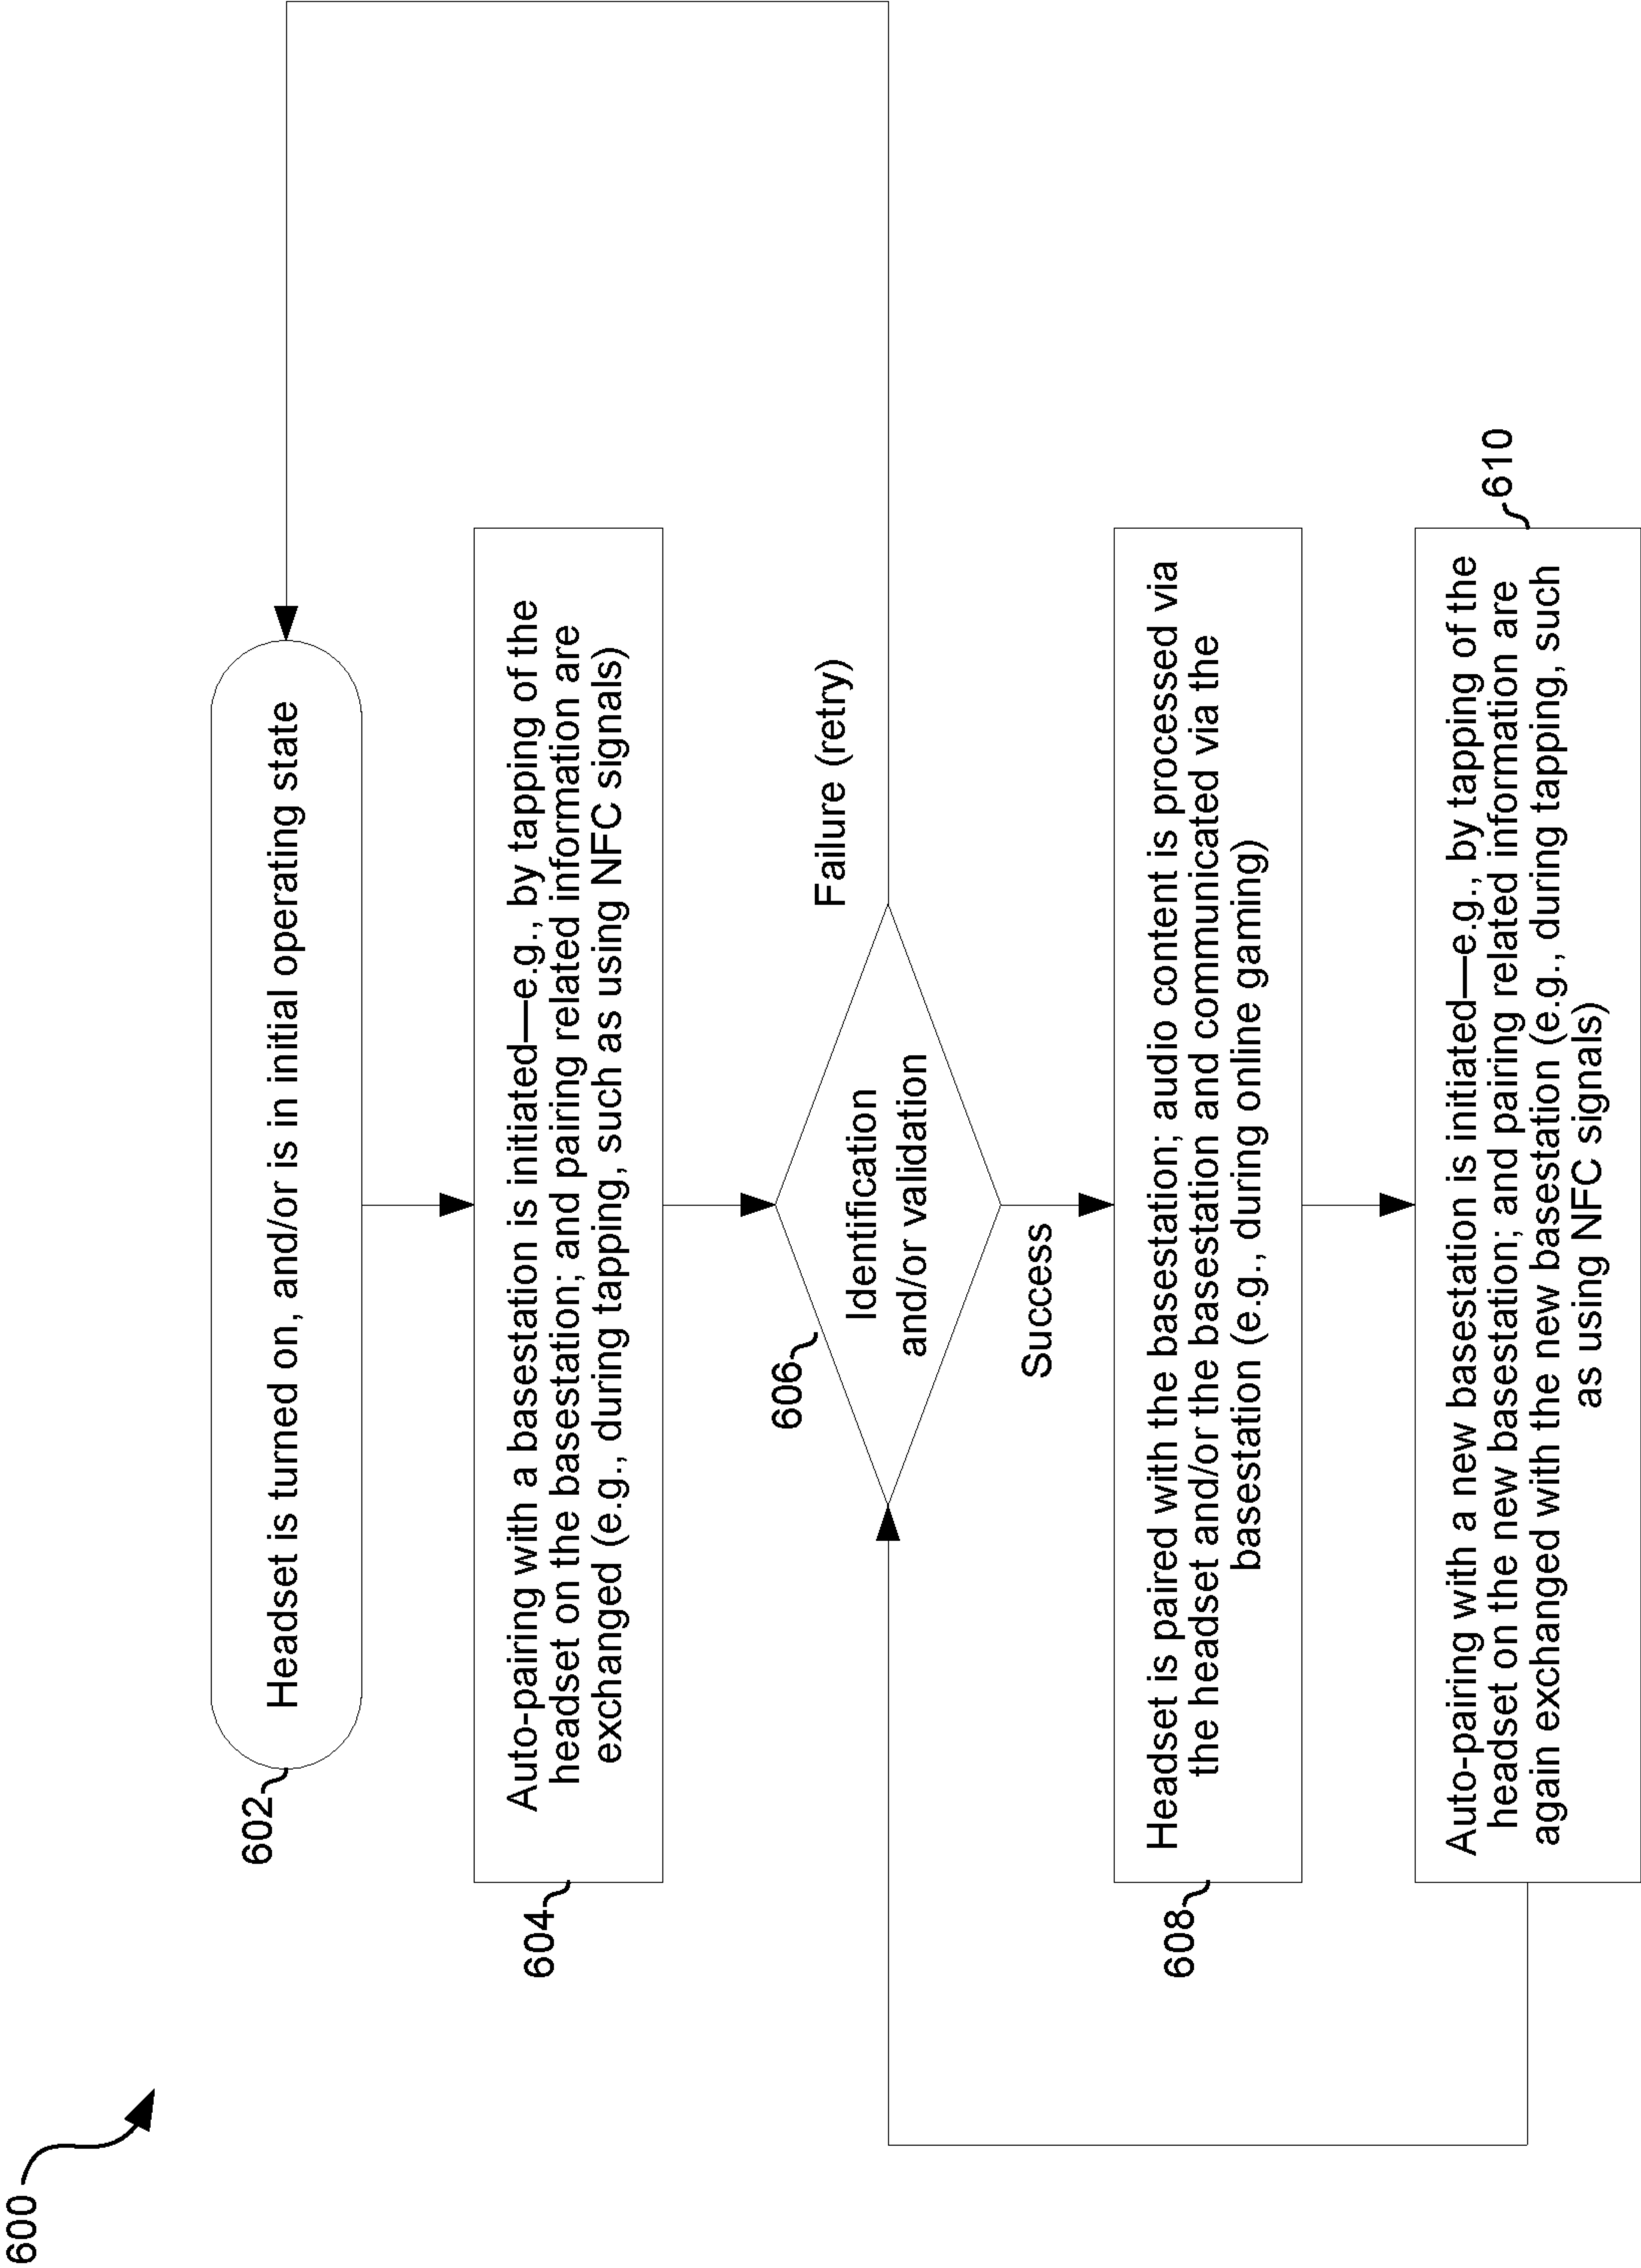 600
602
Headset is turned on, and/or is in initial operating state
604
Auto-pairing with a basestation is initiated—e.g., by tapping of the
headset on the basestation; and pairing related information are
exchanged (e.g., during tapping, such as using NFC signals)
606
Identification
and/or validation
Failure (retry)
Success
608
Headset is paired with the basestation; audio content is processed via
the headset and/or the basestation and communicated via the
basestation (e.g., during online gaming)
610
Auto-pairing with a new basestation is initiated—e.g., by tapping of the
headset on the new basestation; and pairing related information are
again exchanged with the new basestation (e.g., during tapping, such
as using NFC signals)